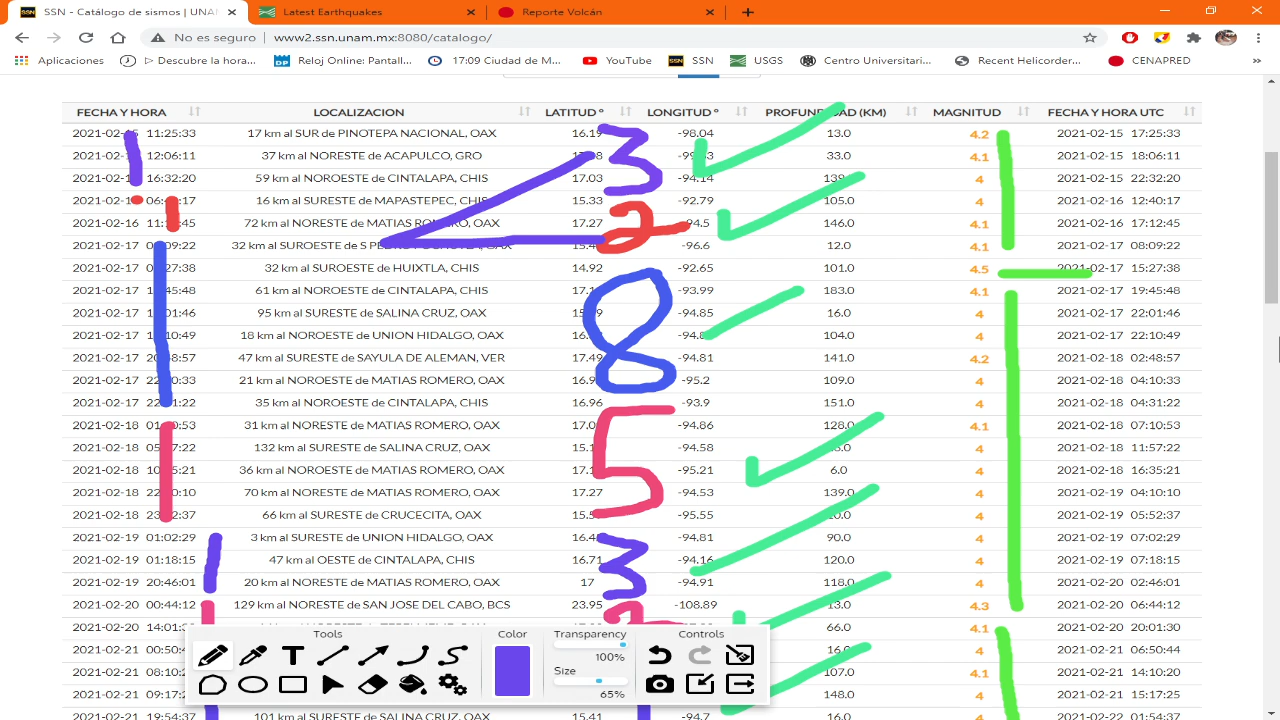 SSN - Catálogo de sismos | UNA
Latest Earthquakes
Reporte Volcán
No es seguro | www2.ssn.unam.mx:8080/catalogo/
Aplicaciones ᐅ Descubre la hora... Reloj Online: Pantall... 17:09 Ciudad de M... YouTube SSN USGS Centro Universitari... Recent Helicorder... CENAPRED »
FECHA Y HORA LOCALIZACION LATITUD º LONGITUD º MAGNITUD FECHA Y HORA UTC
11:25:33 17 km al SUR de PINOTEPA NACIONAL, OAX -98.04 13.0 4.2 2021-02-15 17:25:33
12:06:11 37 km al NORESTE de ACAPULCO, GRO 33.0 4.1 2021-02-15 18:06:11
16:32:20 59 km al NOROESTE de CINTALAPA, CHIS 17.03 -94.14 4 2021-02-15 22:32:20
16 km al SURESTE de MAPASTEPEC, CHIS 15.33 -92.79 105.0 4 2021-02-16 12:40:17
2021-02-16 72 km al NORESTE de MATIAS ROMERO, OAX 17.27 146.0 4.1 2021-02-16 17:12:45
2021-02-17 32 km al SUROESTE de -96.6 12.0 4.1 2021-02-17 08:09:22
2021-02-17 32 km al SUROESTE de HUIXTLA, CHIS 14.92 -92.65 101.0 4.5 2021-02-17 15:27:38
2021-02-17 61 km al NOROESTE de CINTALAPA, CHIS -93.99 183.0 4.1 2021-02-17 19:45:48
2021-02-17 95 km al SURESTE de SALINA CRUZ, OAX -94.85 16.0 4 2021-02-17 22:01:46
2021-02-17 18 km al NOROESTE de UNION HIDALGO, OAX 104.0 4 2021-02-17 22:10:49
2021-02-17 47 km al SURESTE de SAYULA DE ALEMAN, VER 17.49 -94.81 141.0 4.2 2021-02-18 02:48:57
2021-02-17 21 km al NOROESTE de MATIAS ROMERO, OAX -95.2 109.0 4 2021-02-18 04:10:33
2021-02-17 35 km al NOROESTE de CINTALAPA, CHIS 16.96 -93.9 151.0 4 2021-02-18 04:31:22
2021-02-18 31 km al NORESTE de MATIAS ROMERO, OAX -94.86 128.0 4.1 2021-02-18 07:10:53
2021-02-18 132 km al SURESTE de SALINA CRUZ, OAX -94.58 4 2021-02-18 11:57:22
2021-02-18 36 km al NOROESTE de MATIAS ROMERO, OAX -95.21 6.0 4 2021-02-18 16:35:21
2021-02-18 70 km al NORESTE de MATIAS ROMERO, OAX 17.27 -94.53 139.0 4 2021-02-19 04:10:10
2021-02-18 66 km al SURESTE de CRUCECITA, OAX -95.55 4 2021-02-19 05:52:37
2021-02-19 01:02:29 3 km al SURESTE de UNION HIDALGO, OAX -94.81 90.0 4 2021-02-19 07:02:29
2021-02-19 01:18:15 47 km al OESTE de CINTALAPA, CHIS 16.71 -94.16 120.0 4 2021-02-19 07:18:15
2021-02-19 20:46:01 20 km al NORESTE de MATIAS ROMERO, OAX 17 -94.91 118.0 4 2021-02-20 02:46:01
2021-02-20 00:44:12 129 km al NORESTE de SAN JOSE DEL CABO, BCS 23.95 -108.89 13.0 4.3 2021-02-20 06:44:12
2021-02-20 66.0 4.1 2021-02-20 20:01:30
2021-02-21 4 2021-02-21 06:50:44
2021-02-21 107.0 4.1 2021-02-21 14:10:20
2021-02-21 148.0 4 2021-02-21 15:17:25
2021-02-21 19:54:37 101 km al SURESTE de SALINA CRUZ, OAX 15.41 -94.7 16.0 4 2021-02-22 01:54:37
3
2
8
5
3
2
Tools Color Transparency Controls
100%
Size
65%